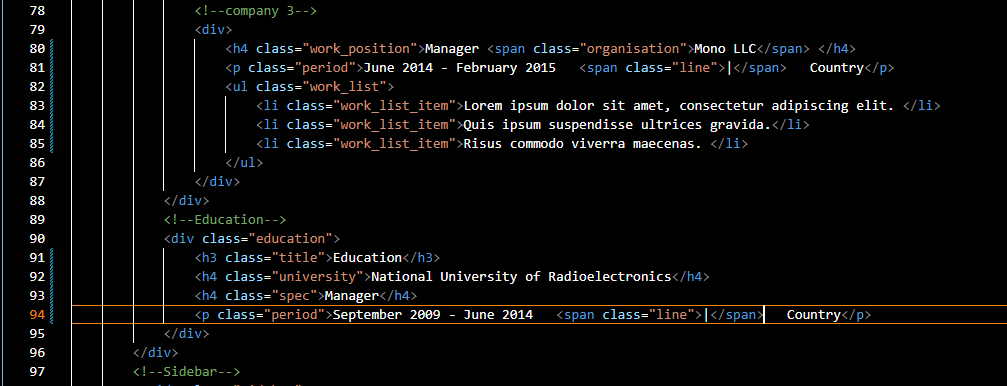 78 <!--company 3-->
79 <div>
80 <h4 class="work_position">Manager <span class="organisation">Mono LLC</span> </h4>
81 <p class="period">June 2014 - February 2015   <span class="line">|</span>   Country</p>
82 <ul class="work_list">
83 <li class="work_list_item">Lorem ipsum dolor sit amet, consectetur adipiscing elit. </li>
84 <li class="work_list_item">Quis ipsum suspendisse ultrices gravida.</li>
85 <li class="work_list_item">Risus commodo viverra maecenas. </li>
86 </ul>
87 </div>
88 </div>
89 <!--Education-->
90 <div class="education">
91 <h3 class="title">Education</h3>
92 <h4 class="university">National University of Radioelectronics</h4>
93 <h4 class="spec">Manager</h4>
94 <p class="period">September 2009 - June 2014   <span class="line">|</span>   Country</p>
95 </div>
96 </div>
97 <!--Sidebar-->